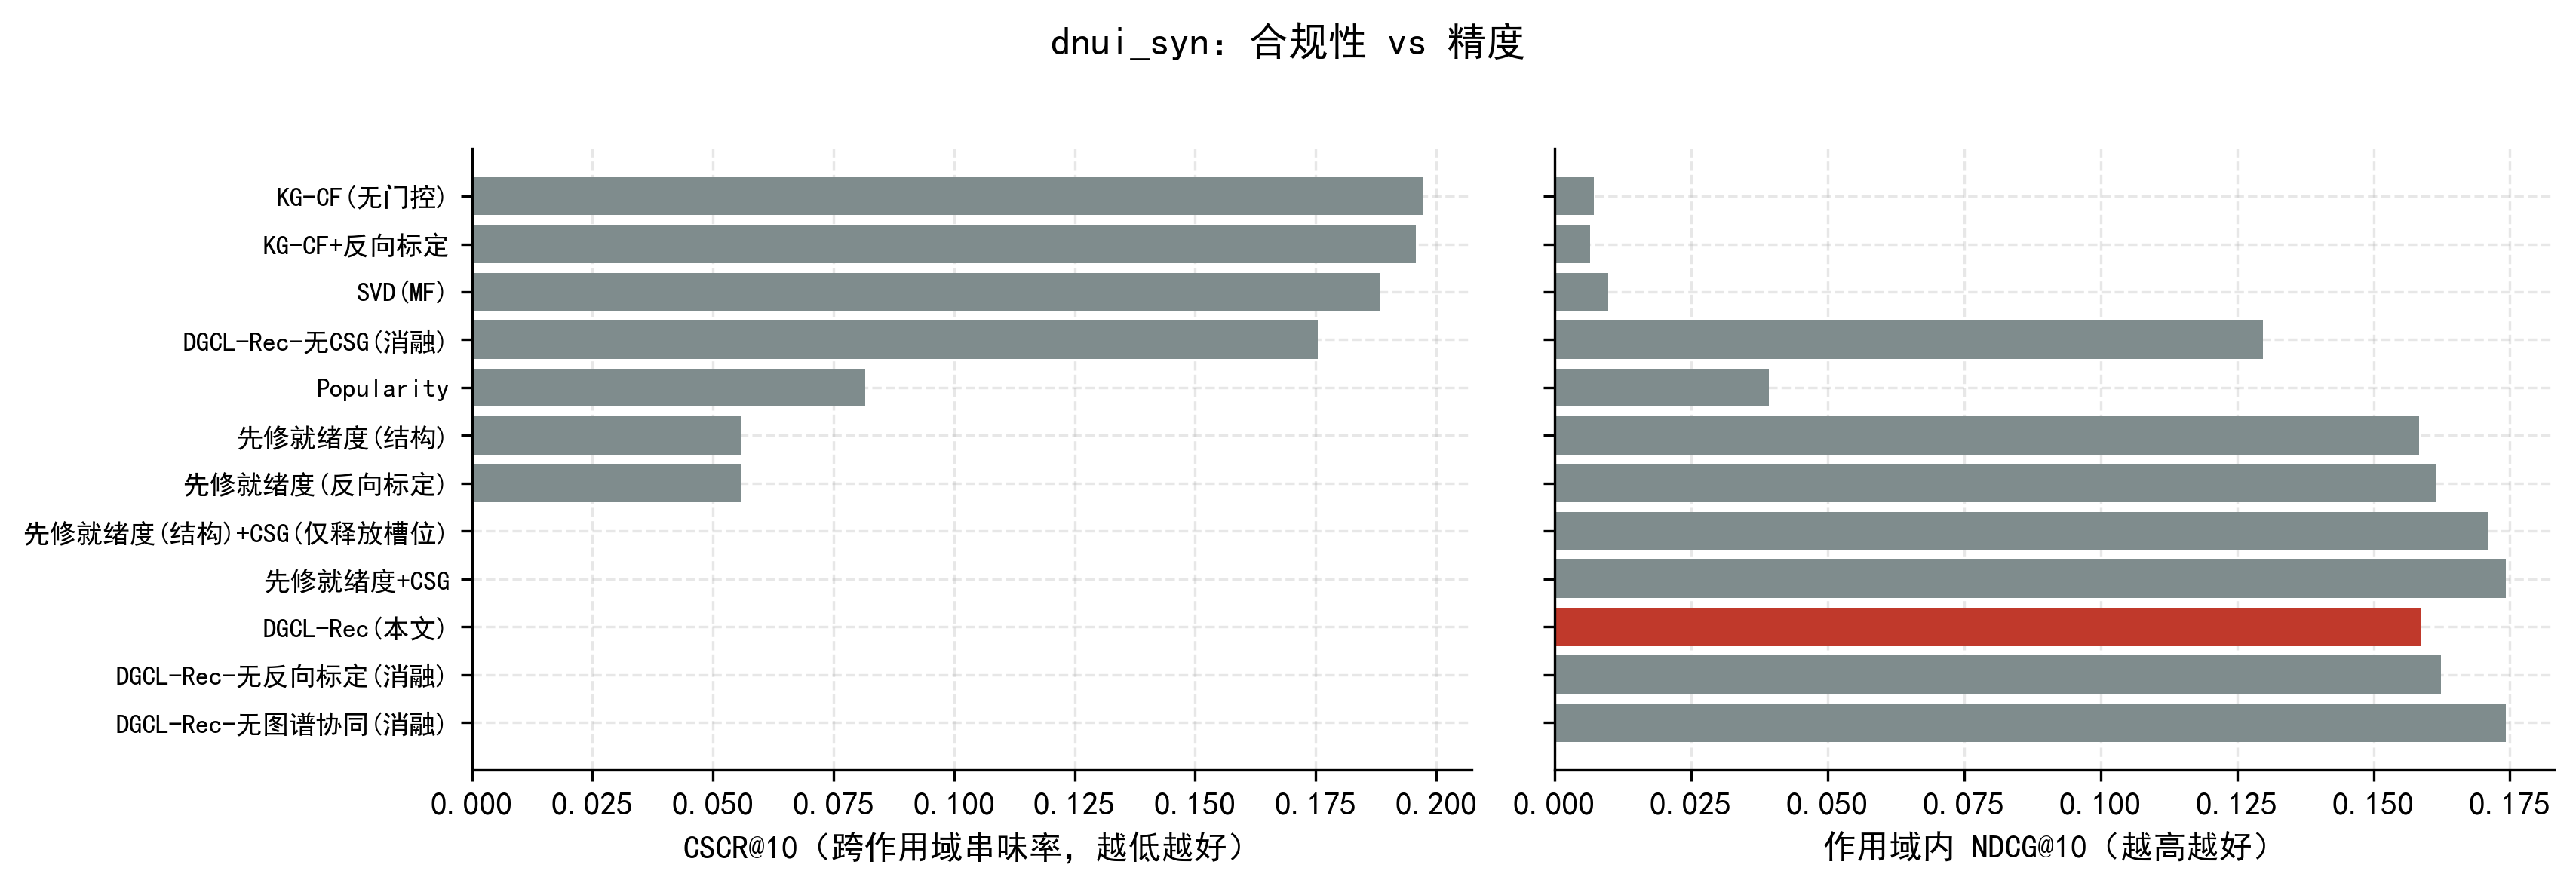 dnui_syn：合规性 vs 精度
KG-CF(无门控)
KG-CF+反向标定
SVD(MF)
DGCL-Rec-无CSG(消融)
Popularity
先修就绪度(结构)
先修就绪度(反向标定)
先修就绪度(结构)+CSG(仅释放槽位)
先修就绪度+CSG
DGCL-Rec(本文)
DGCL-Rec-无反向标定(消融)
DGCL-Rec-无图谱协同(消融)
0.000 0.025 0.050 0.075 0.100 0.125 0.150 0.175 0.200
CSCR@10（跨作用域串味率，越低越好）
0.000 0.025 0.050 0.075 0.100 0.125 0.150 0.175
作用域内 NDCG@10（越高越好）